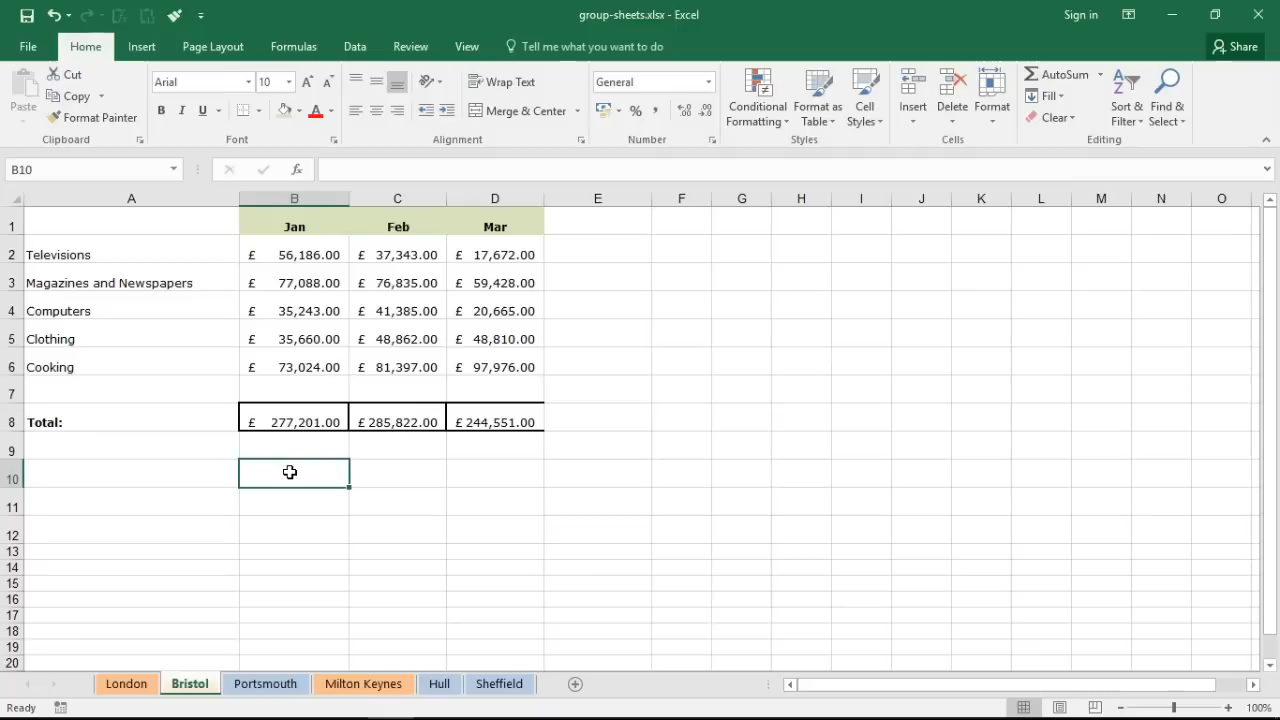 group-sheets.xlsx - Excel
Sign in
File Home Insert Page Layout Formulas Data Review View Tell me what you want to do Share
Paste Cut Copy Format Painter Clipboard
Arial 10 A A B I U A Font
Wrap Text Merge & Center Alignment
General % , .00 .0 Number
Conditional Formatting Format as Table Cell Styles Styles
Insert Delete Format Cells
AutoSum Fill Clear Sort & Filter Find & Select Editing
B10 fx
A B C D E F G H I J K L M N O
1 Jan Feb Mar
2 Televisions £ 56,186.00 £ 37,343.00 £ 17,672.00
3 Magazines and Newspapers £ 77,088.00 £ 76,835.00 £ 59,428.00
4 Computers £ 35,243.00 £ 41,385.00 £ 20,665.00
5 Clothing £ 35,660.00 £ 48,862.00 £ 48,810.00
6 Cooking £ 73,024.00 £ 81,397.00 £ 97,976.00
7
8 Total: £ 277,201.00 £ 285,822.00 £ 244,551.00
9
10
11
12
13
14
15
16
17
18
19
20
London Bristol Portsmouth Milton Keynes Hull Sheffield
Ready 100%